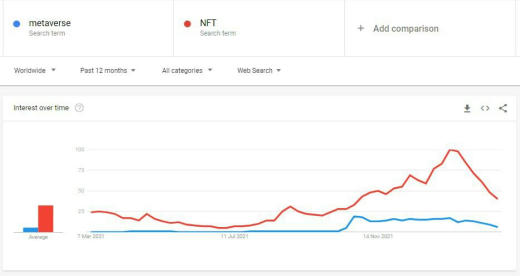 metaverse
Search term
NFT
Search term
+ Add comparison
Worldwide
Past 12 months
All categories
Web Search
Interest over time
100
75
50
25
Average
7 Mar 2021
11 Jul 2021
14 Nov 2021